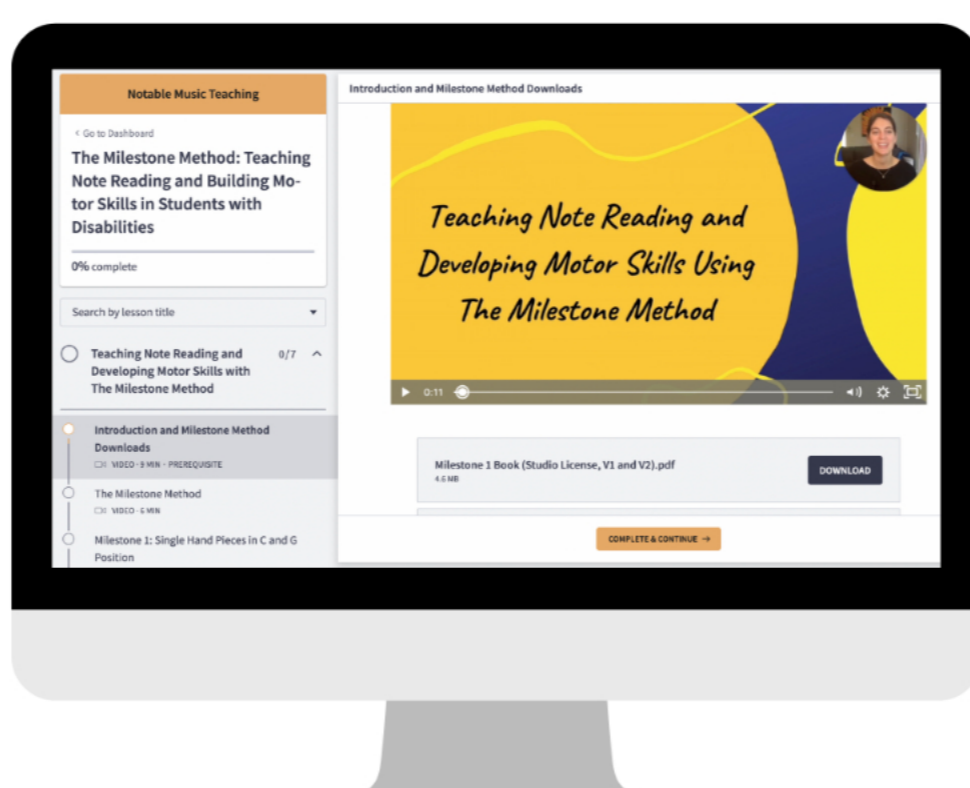 Notable Music Teaching
< Go to Dashboard
The Milestone Method: Teaching
Note Reading and Building Mo-
tor Skills in Students with
Disabilities
0% complete
Search by lesson title
Teaching Note Reading and 0/7
Developing Motor Skills with
The Milestone Method
Introduction and Milestone Method
Downloads
VIDEO · 9 MIN · PREREQUISITE
The Milestone Method
VIDEO · 6 MIN
Milestone 1: Single Hand Pieces in C and G
Position
Introduction and Milestone Method Downloads
Teaching Note Reading and
Developing Motor Skills Using
The Milestone Method
0:11
Milestone 1 Book (Studio License, V1 and V2).pdf
4.6 MB
DOWNLOAD
COMPLETE & CONTINUE →